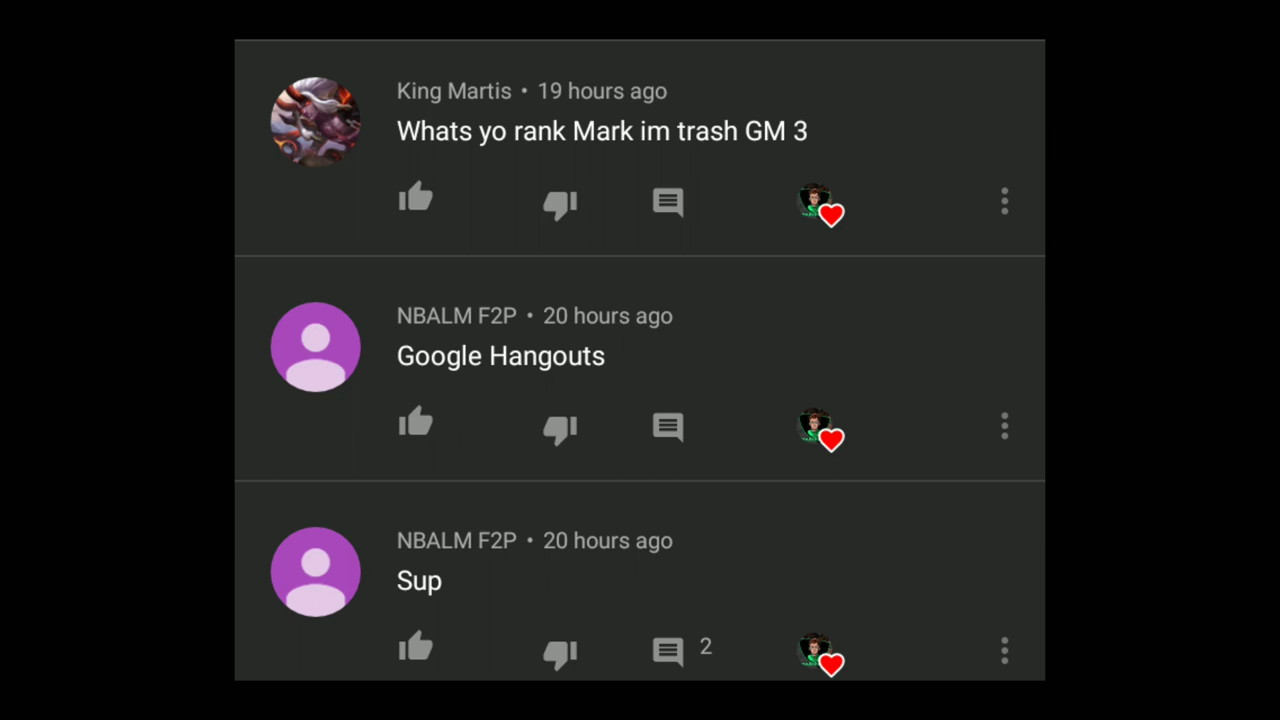 King Martis • 19 hours ago
Whats yo rank Mark im trash GM 3
NBALM F2P • 20 hours ago
Google Hangouts
NBALM F2P • 20 hours ago
Sup
2